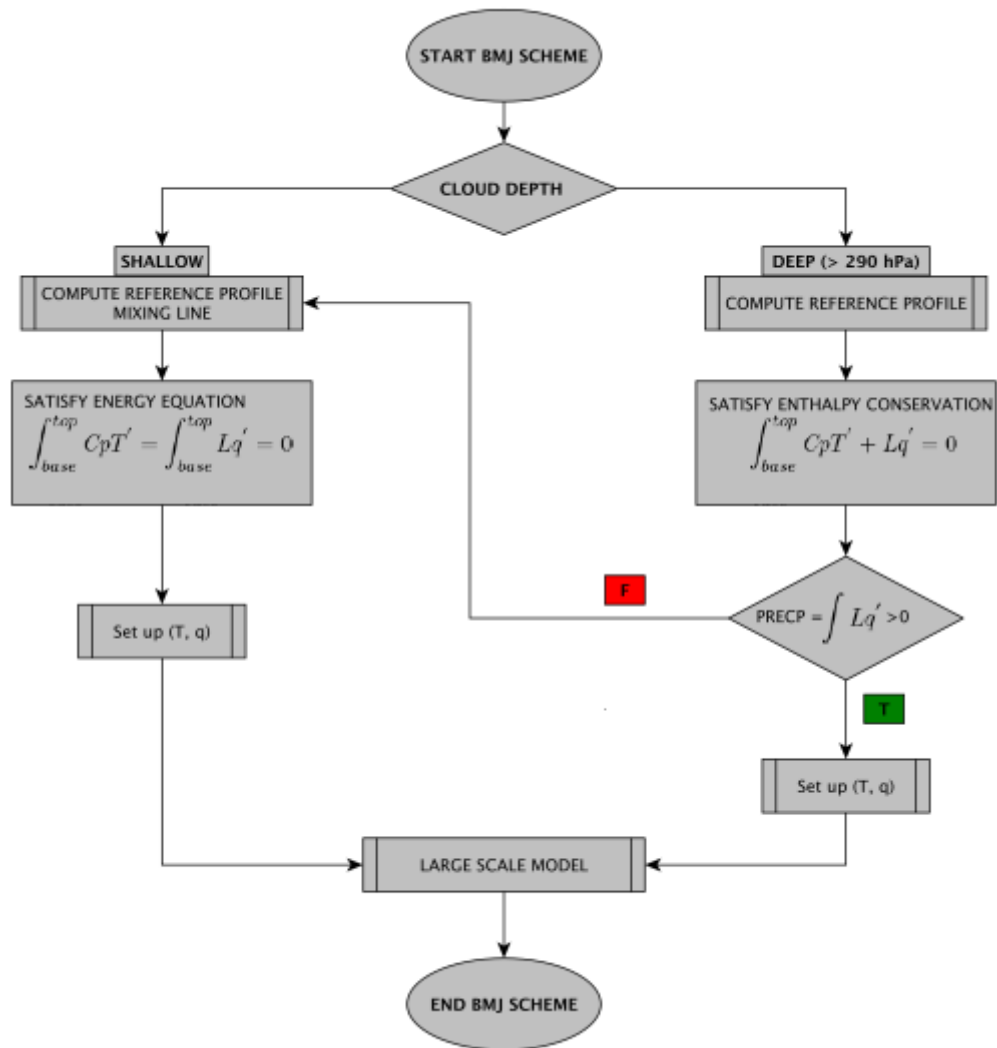 START BMJ SCHEME
CLOUD DEPTH
SHALLOW
COMPUTE REFERENCE PROFILE
MIXING LINE
SATISFY ENERGY EQUATION
∫_{base}^{top} CpT' = ∫_{base}^{top} Lq' = 0
Set up (T, q)
DEEP (> 290 hPa)
COMPUTE REFERENCE PROFILE
SATISFY ENTHALPY CONSERVATION
∫_{base}^{top} CpT' + Lq' = 0
PRECP = ∫ Lq' >0
F
T
Set up (T, q)
LARGE SCALE MODEL
END BMJ SCHEME